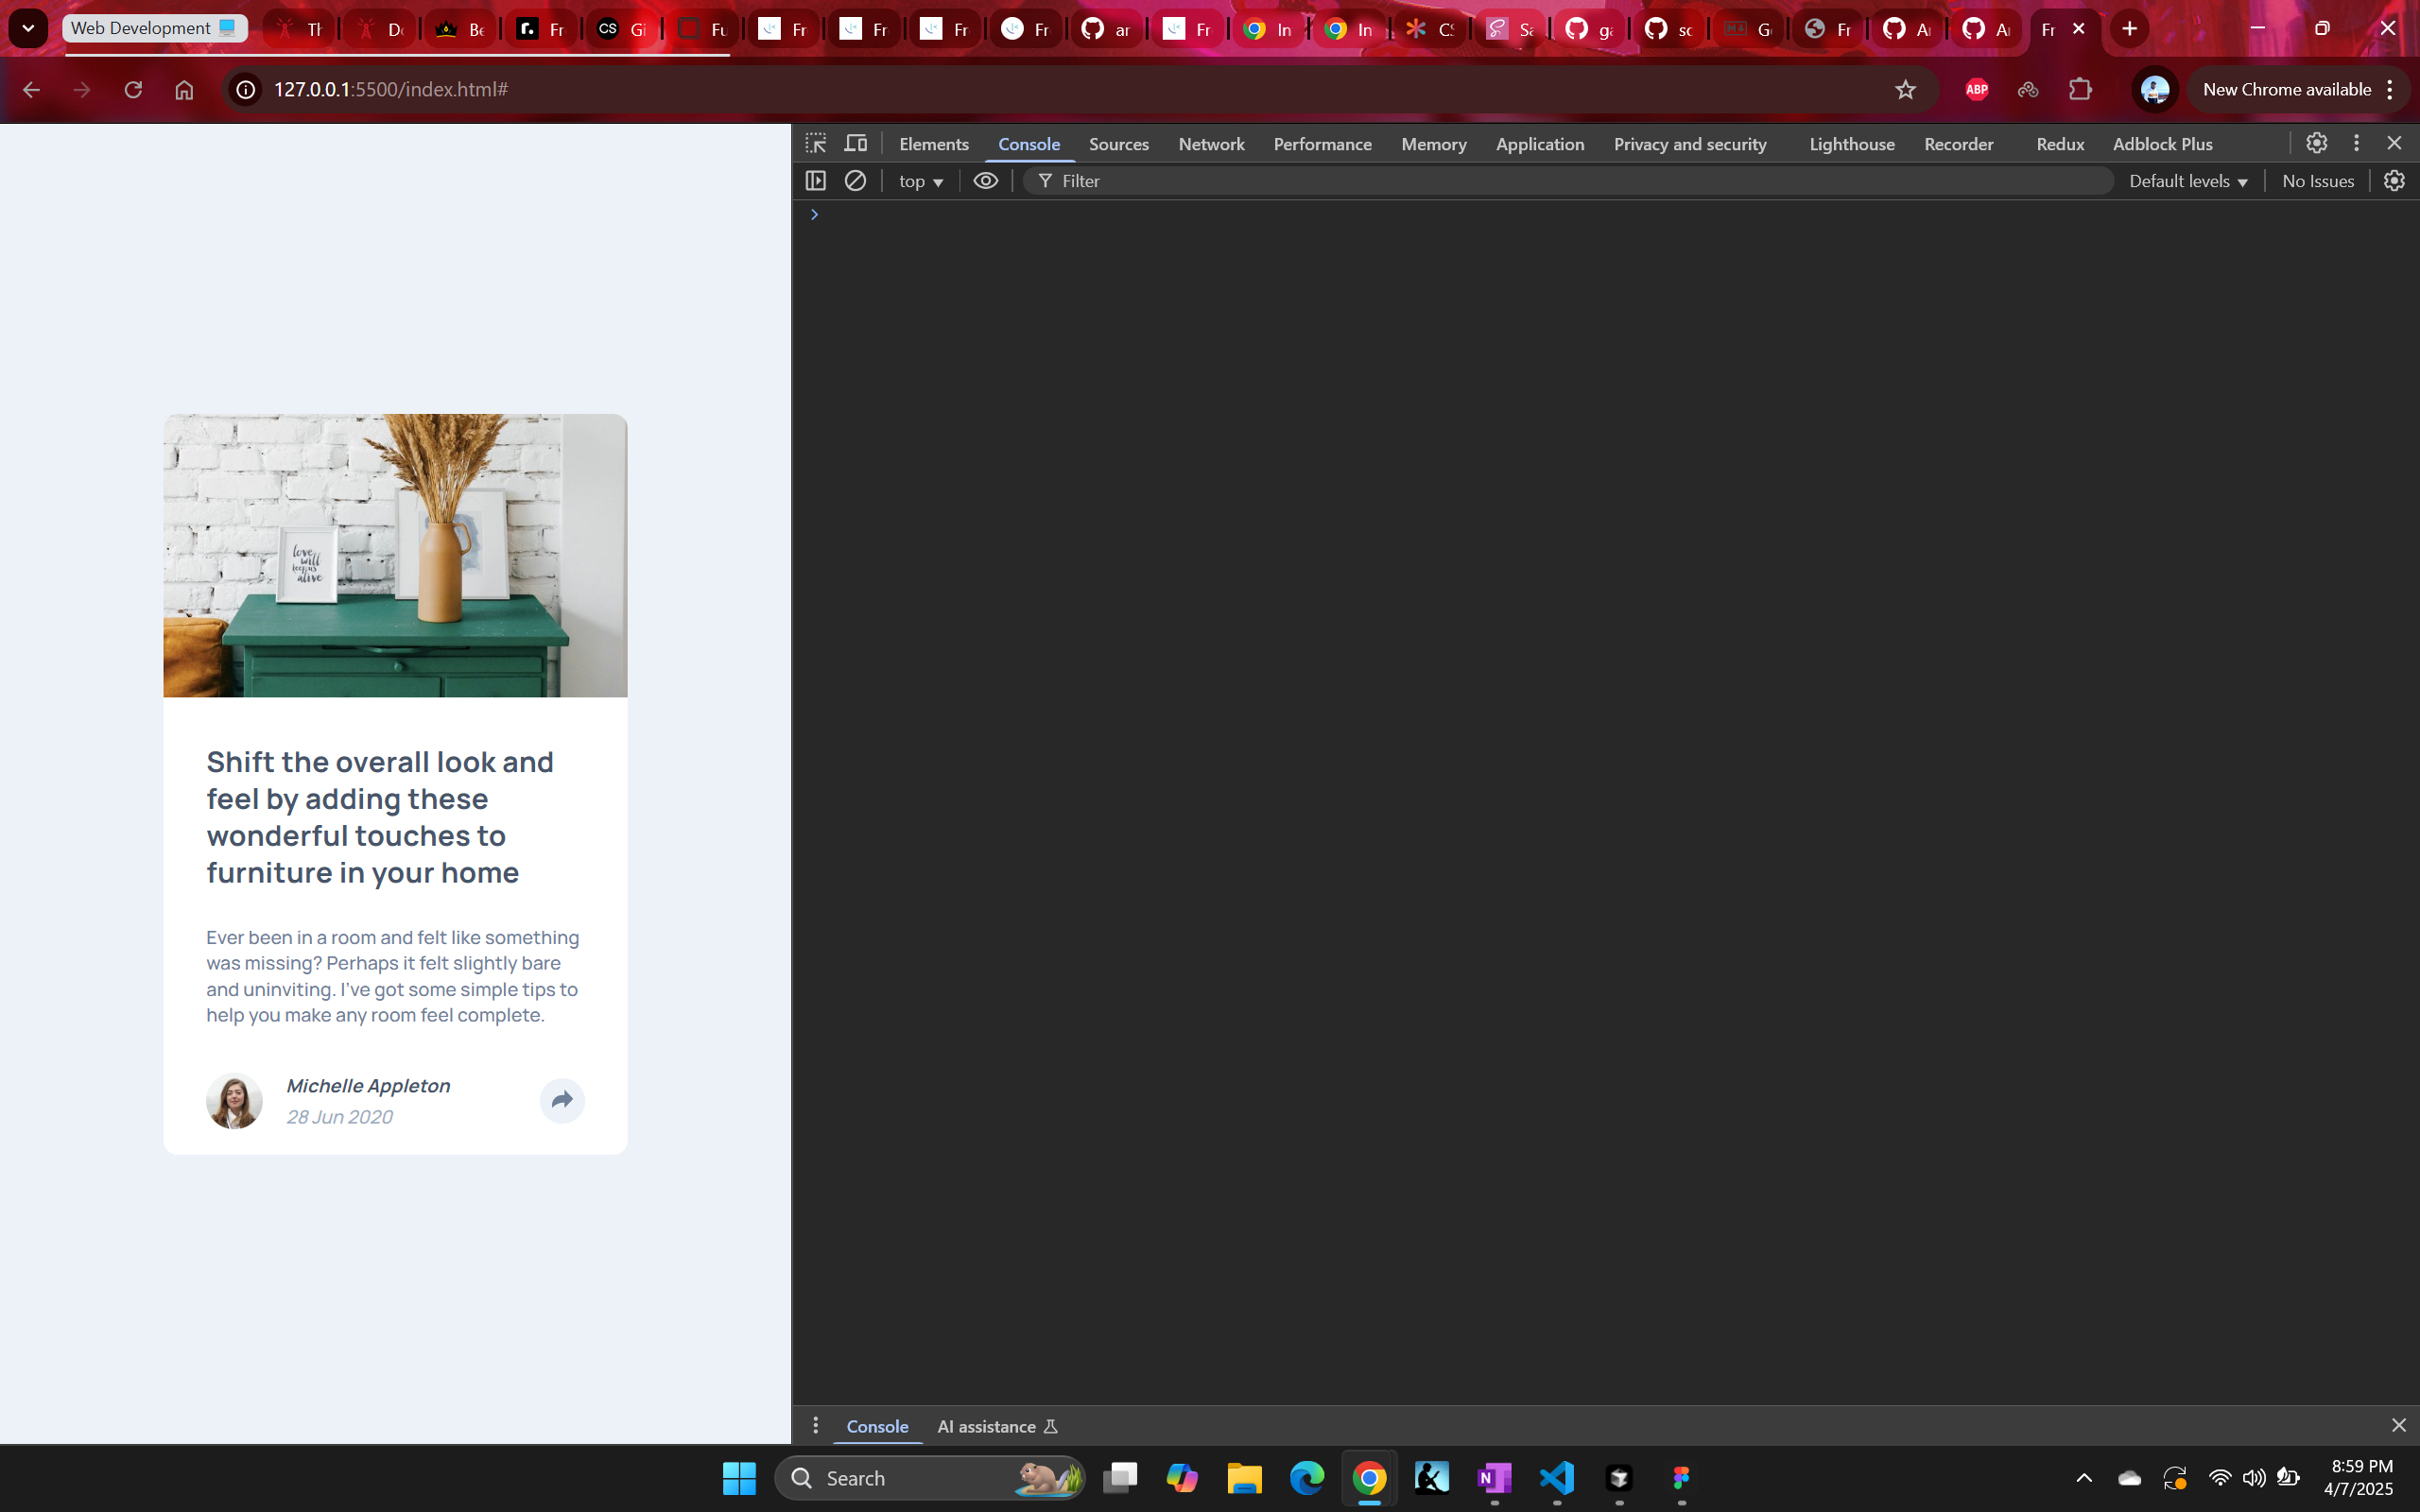 Web Development
Th
De
Be
Fr
Gi
Fu
Fr
Fr
Fr
Fr
ar
Fr
In
In
CS
Sa
ga
sc
Ge
Fr
A
A
Fr
127.0.0.1:5500/index.html#
ABP
New Chrome available
Elements
Console
Sources
Network
Performance
Memory
Application
Privacy and security
Lighthouse
Recorder
Redux
Adblock Plus
top
Filter
Default levels
No Issues
love
will
keep us
alive
Shift the overall look and
feel by adding these
wonderful touches to
furniture in your home
Ever been in a room and felt like something
was missing? Perhaps it felt slightly bare
and uninviting. I've got some simple tips to
help you make any room feel complete.
Michelle Appleton
28 Jun 2020
Console
AI assistance
Search
8:59 PM
4/7/2025